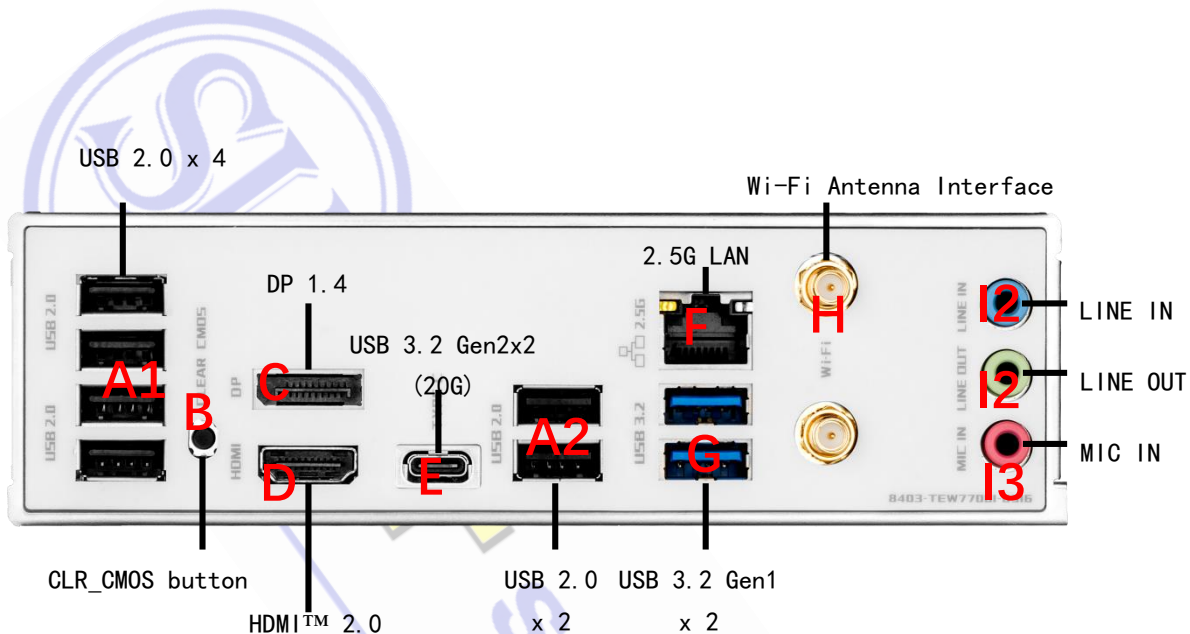 USB 2.0 x 4
Wi-Fi Antenna Interface
2.5G LAN
DP 1.4
USB 3.2 Gen2x2
(20G)
USB 2.0
USB 2.0
A1
CLEAR CMOS
B
DP
C
HDMI
D
E
USB 2.0
A2
2.5G
F
USB 3.2
G
H
Wi-Fi
LINE IN
I2
LINE IN
LINE OUT
I2
LINE OUT
MIC IN
I3
MIC IN
CLR_CMOS button
HDMI™ 2.0
USB 2.0
x 2
USB 3.2 Gen1
x 2